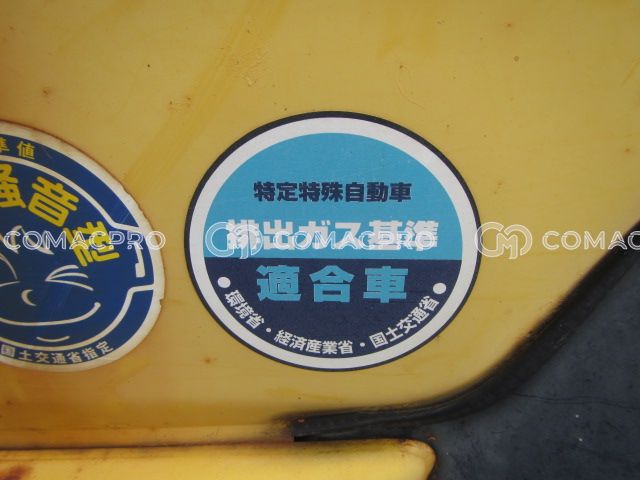 準値
騒音
国土交通省指定
特定特殊自動車
排出ガス基準
適合車
●環境省・経済産業省・国土交通省●
COMACPRO
COMACPRO
COMACPRO